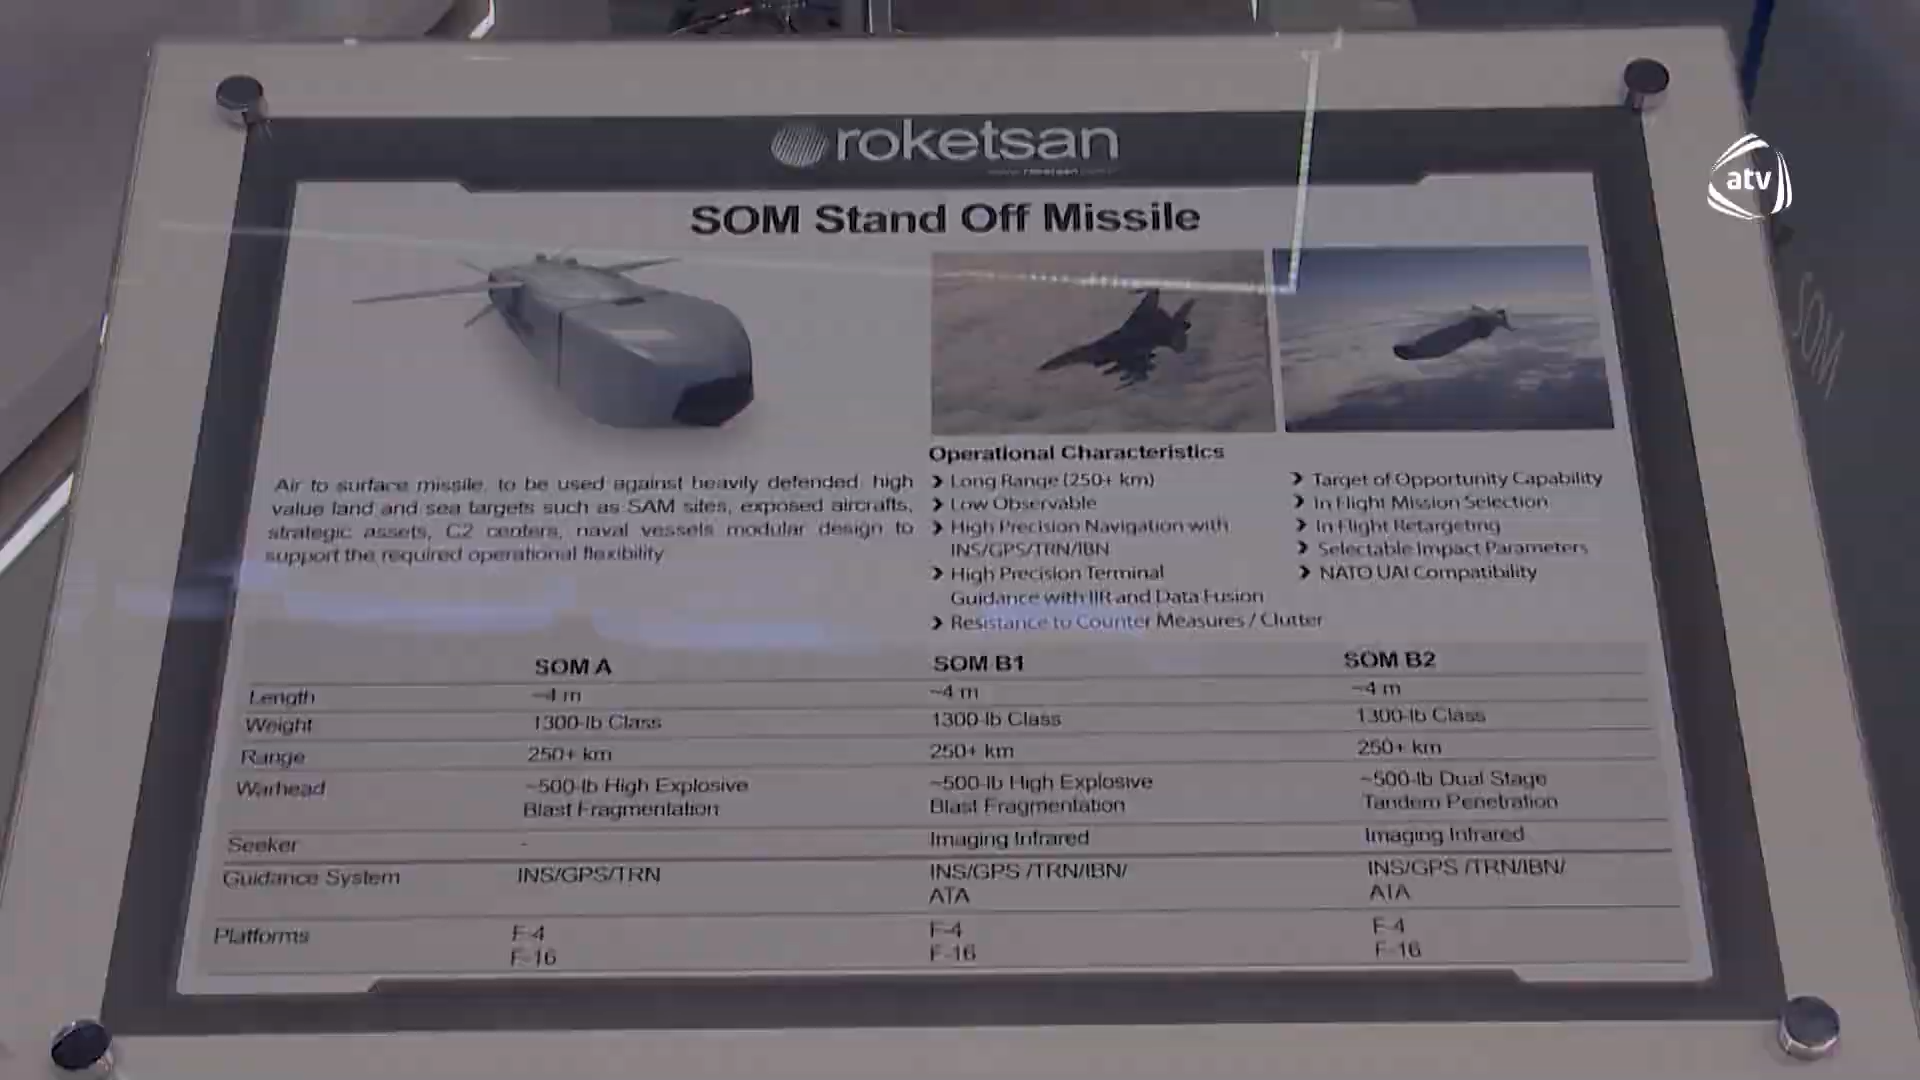 roketsan
atv
SOM Stand Off Missile
SOM
Air to surface missile, to be used against heavily defended, high
value land and sea targets such as SAM sites, exposed aircrafts,
strategic assets, C2 centers, naval vessels modular design to
support the required operational flexibility
Operational Characteristics
Long Range (250+ km)
Low Observable
High Precision Navigation with
INS/GPS/TRN/IBN
High Precision Terminal
Guidance with IIR and Data Fusion
Resistance to Counter Measures / Clutter
Target of Opportunity Capability
In Flight Mission Selection
In Flight Retargeting
Selectable Impact Parameters
NATO UAI Compatibility
SOM A SOM B1 SOM B2
Length ~4 m ~4 m ~4 m
Weight 1300-lb Class 1300-lb Class 1300-lb Class
Range 250+ km 250+ km 250+ km
Warhead ~500-lb High Explosive ~500-lb High Explosive ~500-lb Dual Stage
Blast Fragmentation Blast Fragmentation Tandem Penetration
Seeker - Imaging Infrared Imaging Infrared
Guidance System INS/GPS/TRN INS/GPS /TRN/IBN/ INS/GPS /TRN/IBN/
ATA ATA
Platforms F-4 F-4 F-4
F-16 F-16 F-16